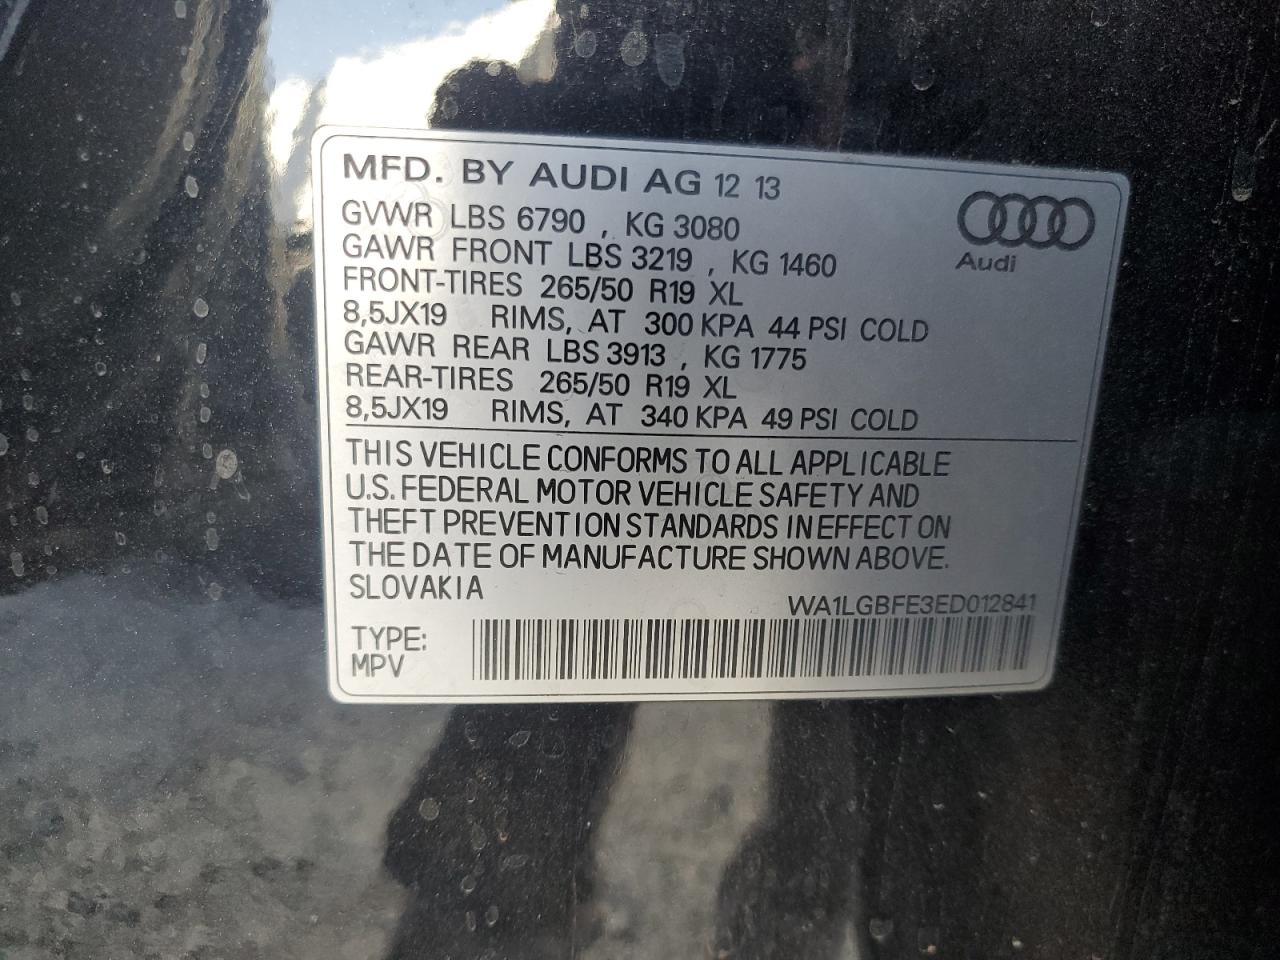 MFD. BY AUDI AG 12 13
GVWR LBS 6790 , KG 3080
GAWR FRONT LBS 3219 , KG 1460
FRONT-TIRES 265/50 R19 XL
8,5JX19 RIMS, AT 300 KPA 44 PSI COLD
GAWR REAR LBS 3913 , KG 1775
REAR-TIRES 265/50 R19 XL
8,5JX19 RIMS, AT 340 KPA 49 PSI COLD
Audi
THIS VEHICLE CONFORMS TO ALL APPLICABLE
U.S. FEDERAL MOTOR VEHICLE SAFETY AND
THEFT PREVENTION STANDARDS IN EFFECT ON
THE DATE OF MANUFACTURE SHOWN ABOVE.
SLOVAKIA
WA1LGBFE3ED012841
TYPE:
MPV